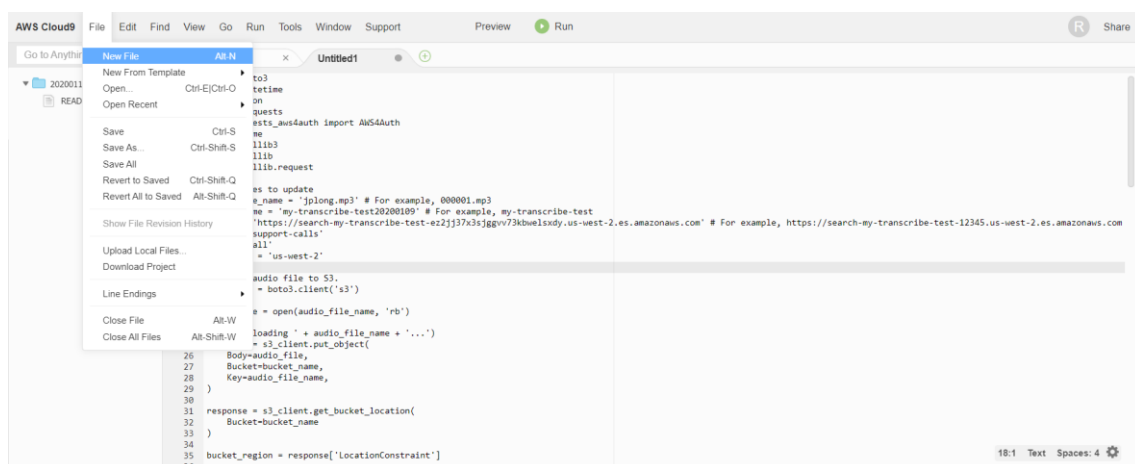 AWS Cloud9 File Edit Find View Go Run Tools Window Support Preview Run R Share
Go to Anythin
Untitled1
2020011
READ
New File Alt-N
New From Template
Open... Ctrl-E|Ctrl-O
Open Recent
Save Ctrl-S
Save As... Ctrl-Shift-S
Save All
Revert to Saved Ctrl-Shift-Q
Revert All to Saved Alt-Shift-Q
Show File Revision History
Upload Local Files...
Download Project
Line Endings
Close File Alt-W
Close All Files Alt-Shift-W
to3
tetime
on
quests
ests_aws4auth import AWS4Auth
me
llib3
llib
llib.request
es to update
e_name = 'jplong.mp3' # For example, 000001.mp3
me = 'my-transcribe-test20200109' # For example, my-transcribe-test
'https://search-my-transcribe-test-ez2jj37x3sjggvv73kbwelsxdy.us-west-2.es.amazonaws.com' # For example, https://search-my-transcribe-test-12345.us-west-2.es.amazonaws.com
support-calls'
all'
= 'us-west-2'
audio file to S3.
= boto3.client('s3')
e = open(audio_file_name, 'rb')
loading ' + audio_file_name + '...')
= s3_client.put_object(
26 Body=audio_file,
27 Bucket=bucket_name,
28 Key=audio_file_name,
29 )
30
31 response = s3_client.get_bucket_location(
32 Bucket=bucket_name
33 )
34
35 bucket_region = response['LocationConstraint']
18:1 Text Spaces: 4